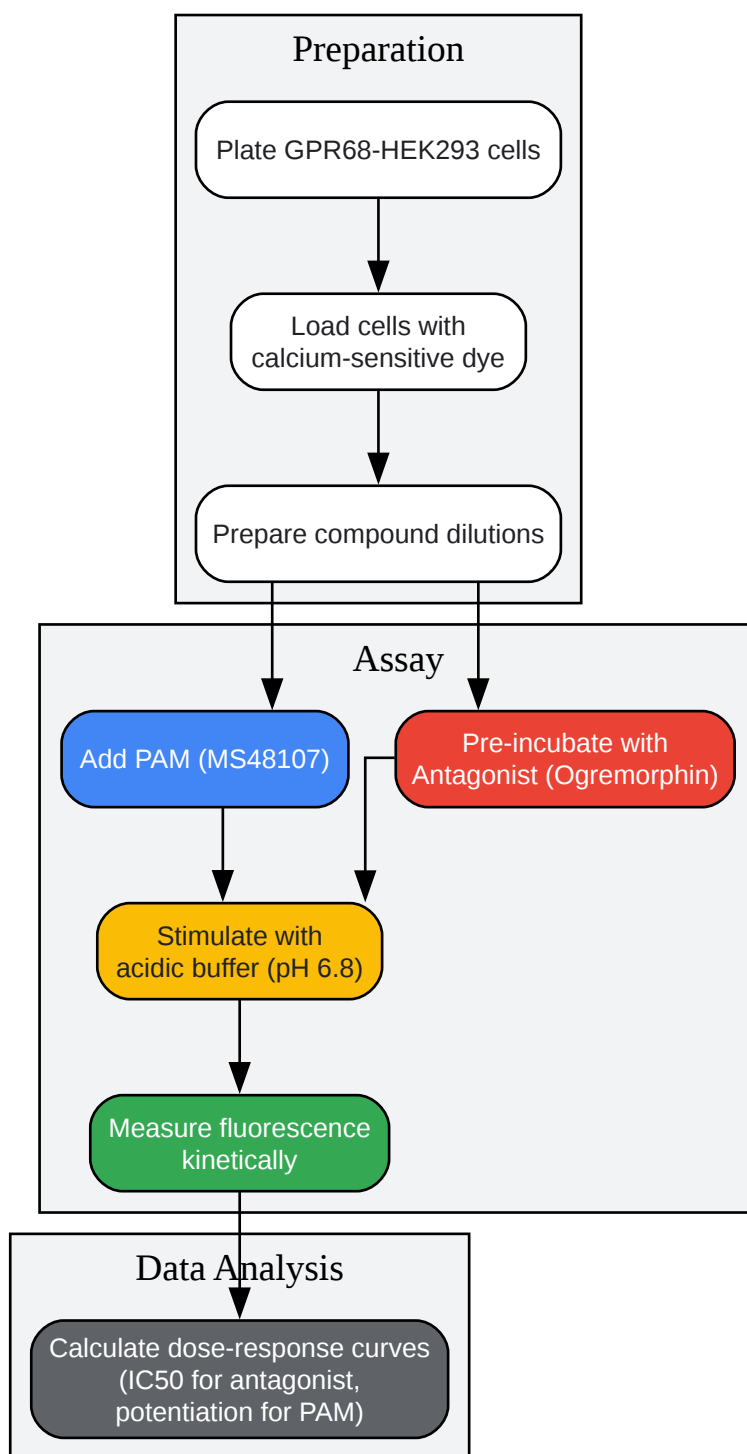 Preparation
Plate GPR68-HEK293 cells
Load cells with
calcium-sensitive dye
Prepare compound dilutions
Assay
Add PAM (MS48107)
Pre-incubate with
Antagonist (Ogremorphin)
Stimulate with
acidic buffer (pH 6.8)
Measure fluorescence
kinetically
Data Analysis
Calculate dose-response curves
(IC50 for antagonist,
potentiation for PAM)